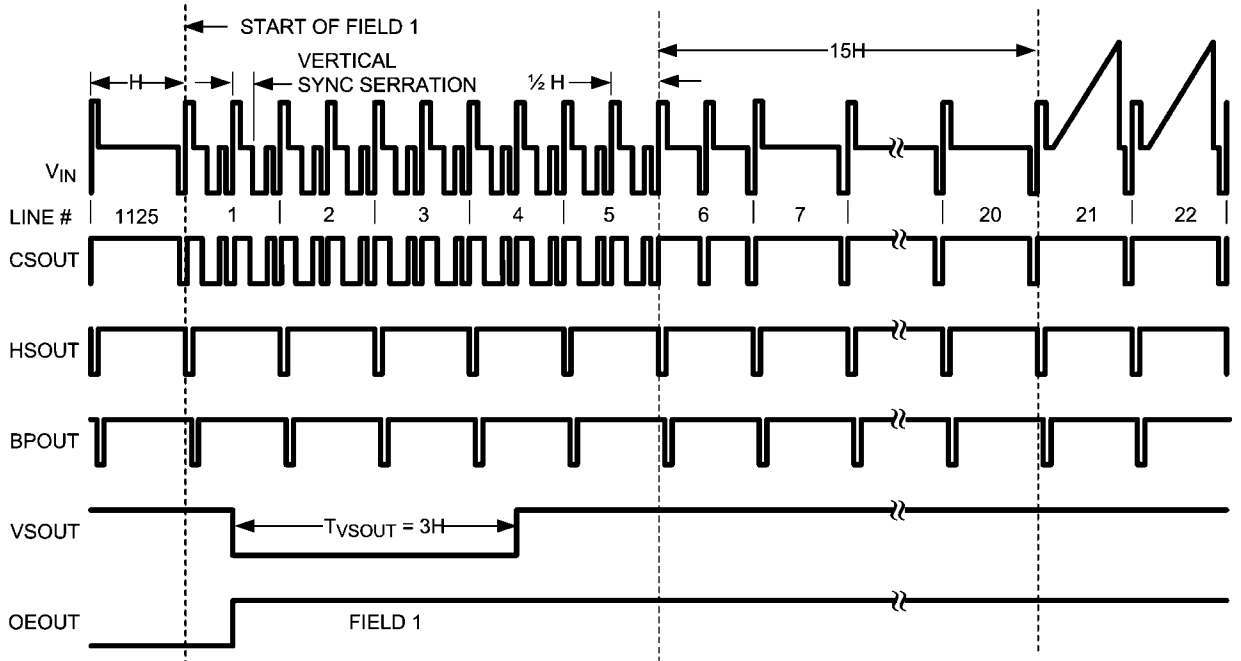 START OF FIELD 1
VERTICAL
SYNC SERRATION
H
½ H
15H
VIN
LINE # 1125 1 2 3 4 5 6 7 20 21 22
CSOUT
HSOUT
BPOUT
VSOUT
TVSOUT = 3H
OEOUT
FIELD 1